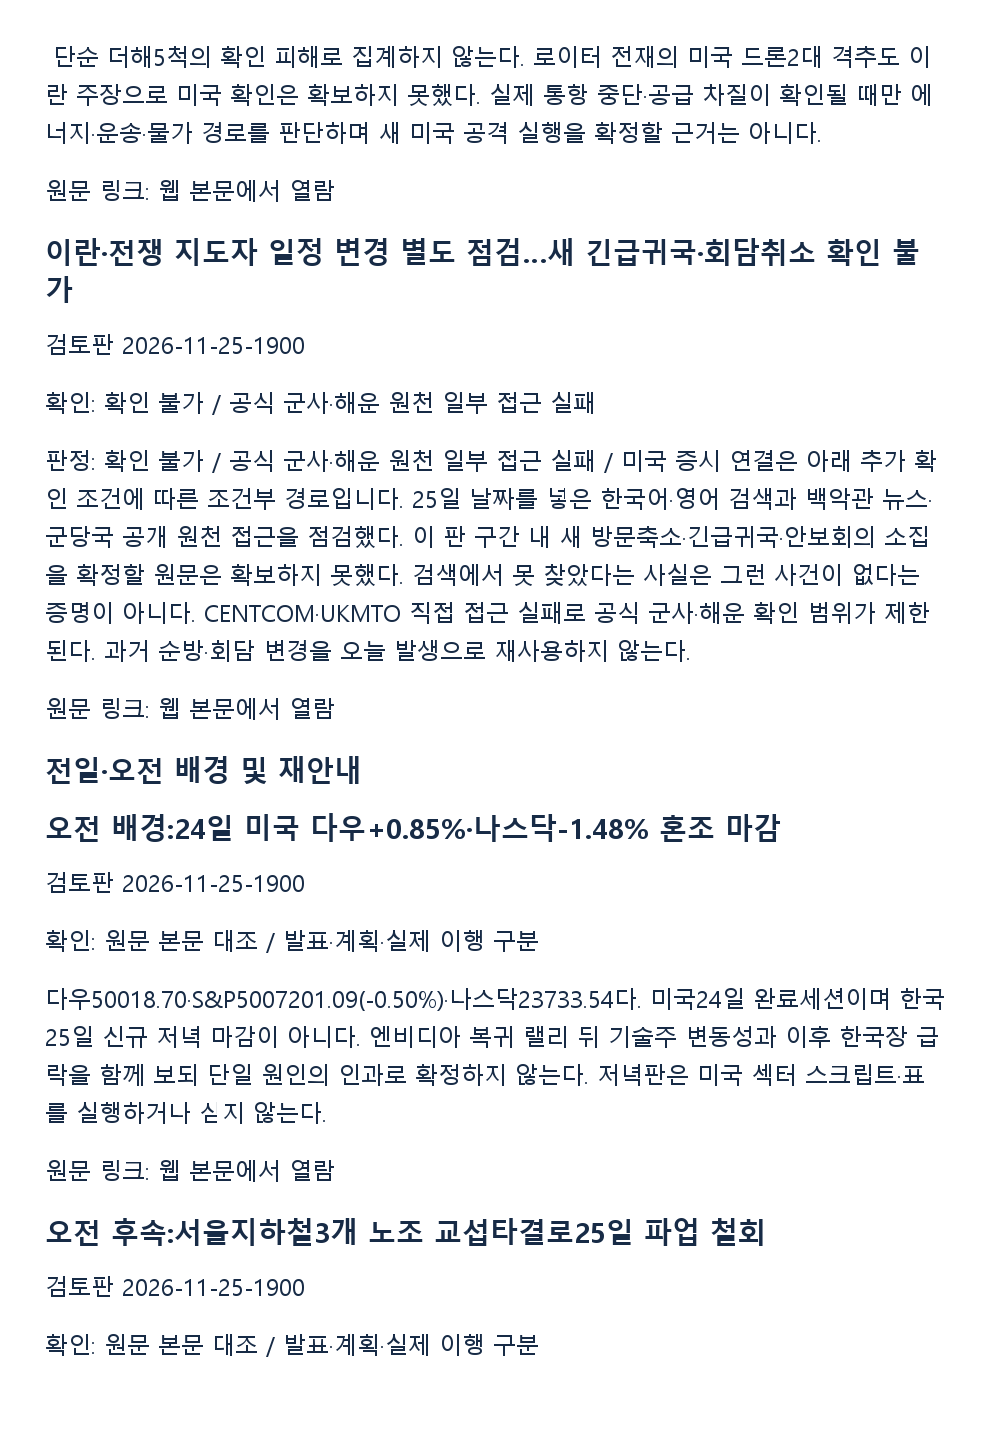 단순 더해5척의 확인 피해로 집계하지 않는다. 로이터 전재의 미국 드론2대 격추도 이
란 주장으로 미국 확인은 확보하지 못했다. 실제 통항 중단·공급 차질이 확인될 때만 에
너지·운송·물가 경로를 판단하며 새 미국 공격 실행을 확정할 근거는 아니다.
원문 링크: 웹 본문에서 열람
이란·전쟁 지도자 일정 변경 별도 점검...새 긴급귀국·회담취소 확인 불
가
검토판 2026-11-25-1900
확인: 확인 불가 / 공식 군사·해운 원천 일부 접근 실패
판정: 확인 불가 / 공식 군사·해운 원천 일부 접근 실패 / 미국 증시 연결은 아래 추가 확
인 조건에 따른 조건부 경로입니다. 25일 날짜를 넣은 한국어·영어 검색과 백악관 뉴스·
군당국 공개 원천 접근을 점검했다. 이 판 구간 내 새 방문축소·긴급귀국·안보회의 소집
을 확정할 원문은 확보하지 못했다. 검색에서 못 찾았다는 사실은 그런 사건이 없다는
증명이 아니다. CENTCOM·UKMTO 직접 접근 실패로 공식 군사·해운 확인 범위가 제한
된다. 과거 순방·회담 변경을 오늘 발생으로 재사용하지 않는다.
원문 링크: 웹 본문에서 열람
전일·오전 배경 및 재안내
오전 배경:24일 미국 다우+0.85%·나스닥-1.48% 혼조 마감
검토판 2026-11-25-1900
확인: 원문 본문 대조 / 발표·계획·실제 이행 구분
다우50018.70·S&P5007201.09(-0.50%)·나스닥23733.54다. 미국24일 완료세션이며 한국
25일 신규 저녁 마감이 아니다. 엔비디아 복귀 랠리 뒤 기술주 변동성과 이후 한국장 급
락을 함께 보되 단일 원인의 인과로 확정하지 않는다. 저녁판은 미국 섹터 스크립트·표
를 실행하거나 싣지 않는다.
원문 링크: 웹 본문에서 열람
오전 후속:서울지하철3개 노조 교섭타결로25일 파업 철회
검토판 2026-11-25-1900
확인: 원문 본문 대조 / 발표·계획·실제 이행 구분